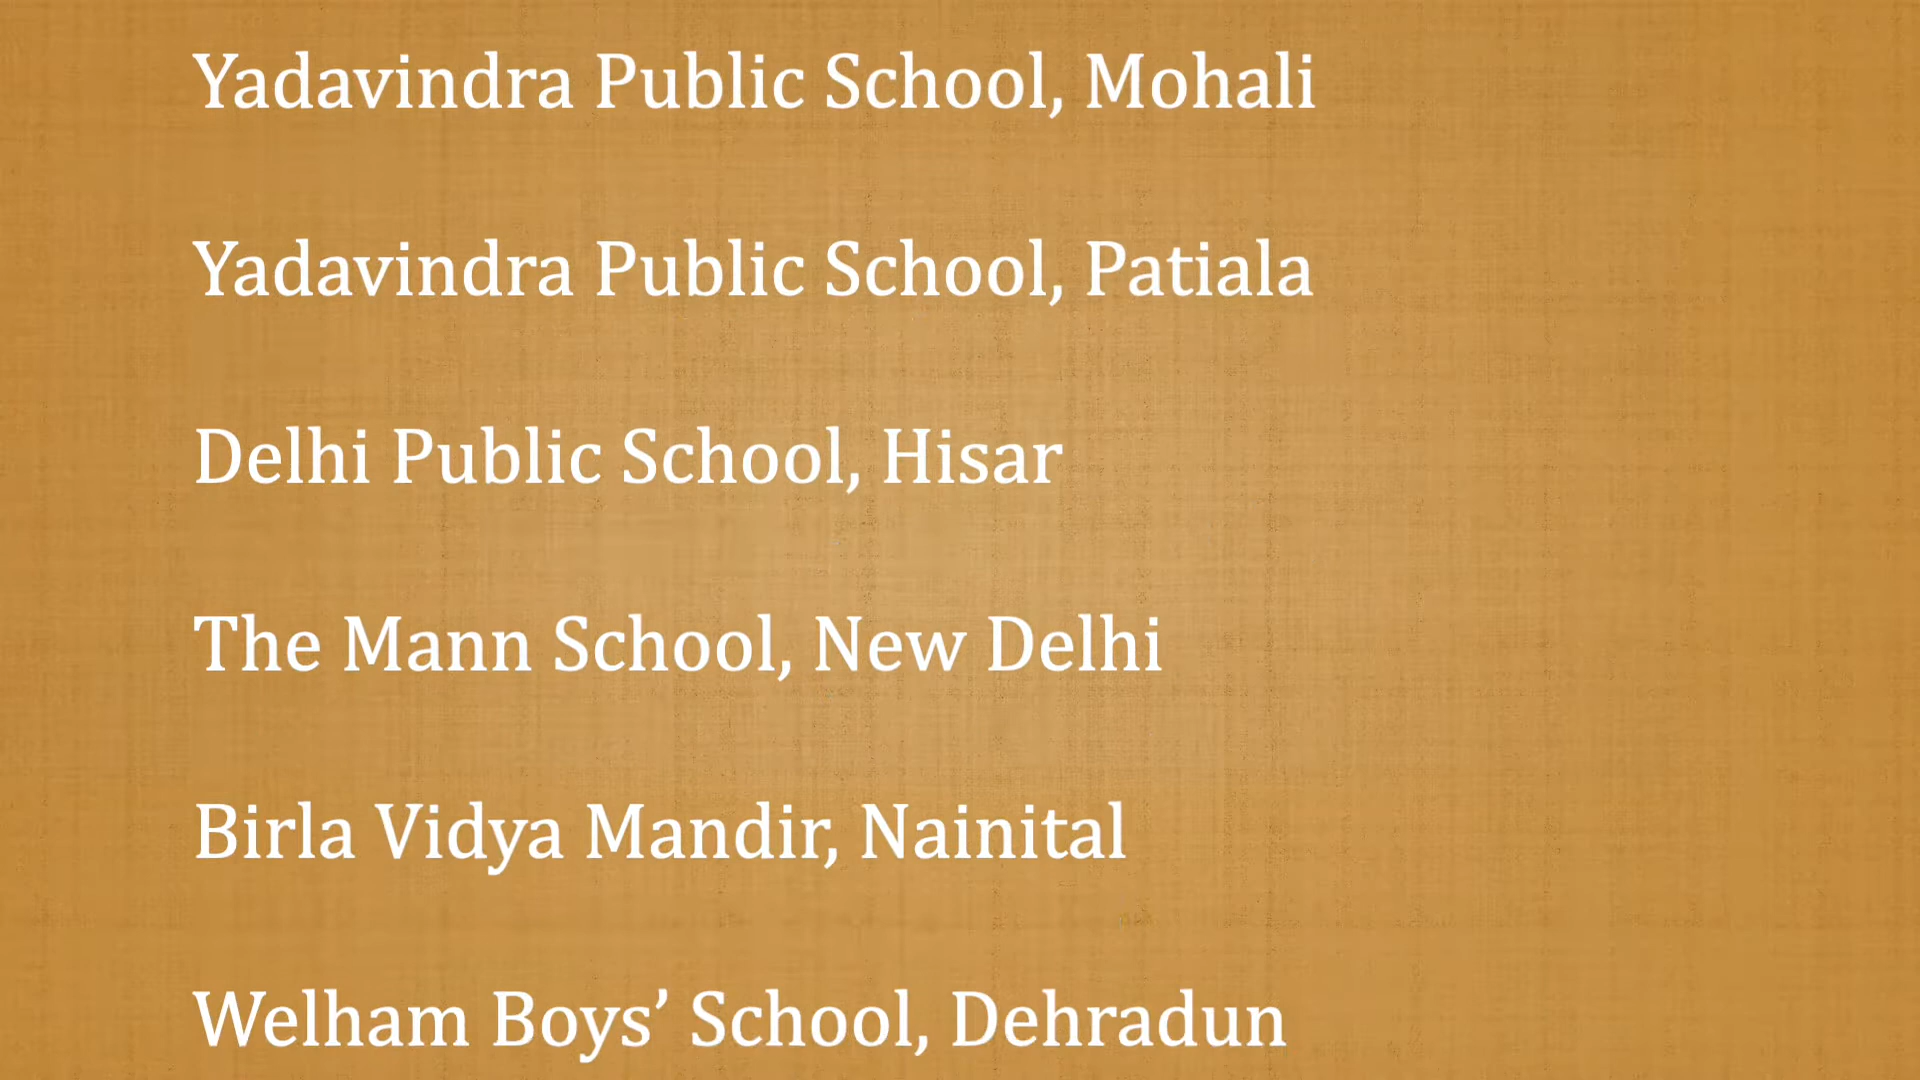 Yadavindra Public School, Mohali
Yadavindra Public School, Patiala
Delhi Public School, Hisar
The Mann School, New Delhi
Birla Vidya Mandir, Nainital
Welham Boys’ School, Dehradun